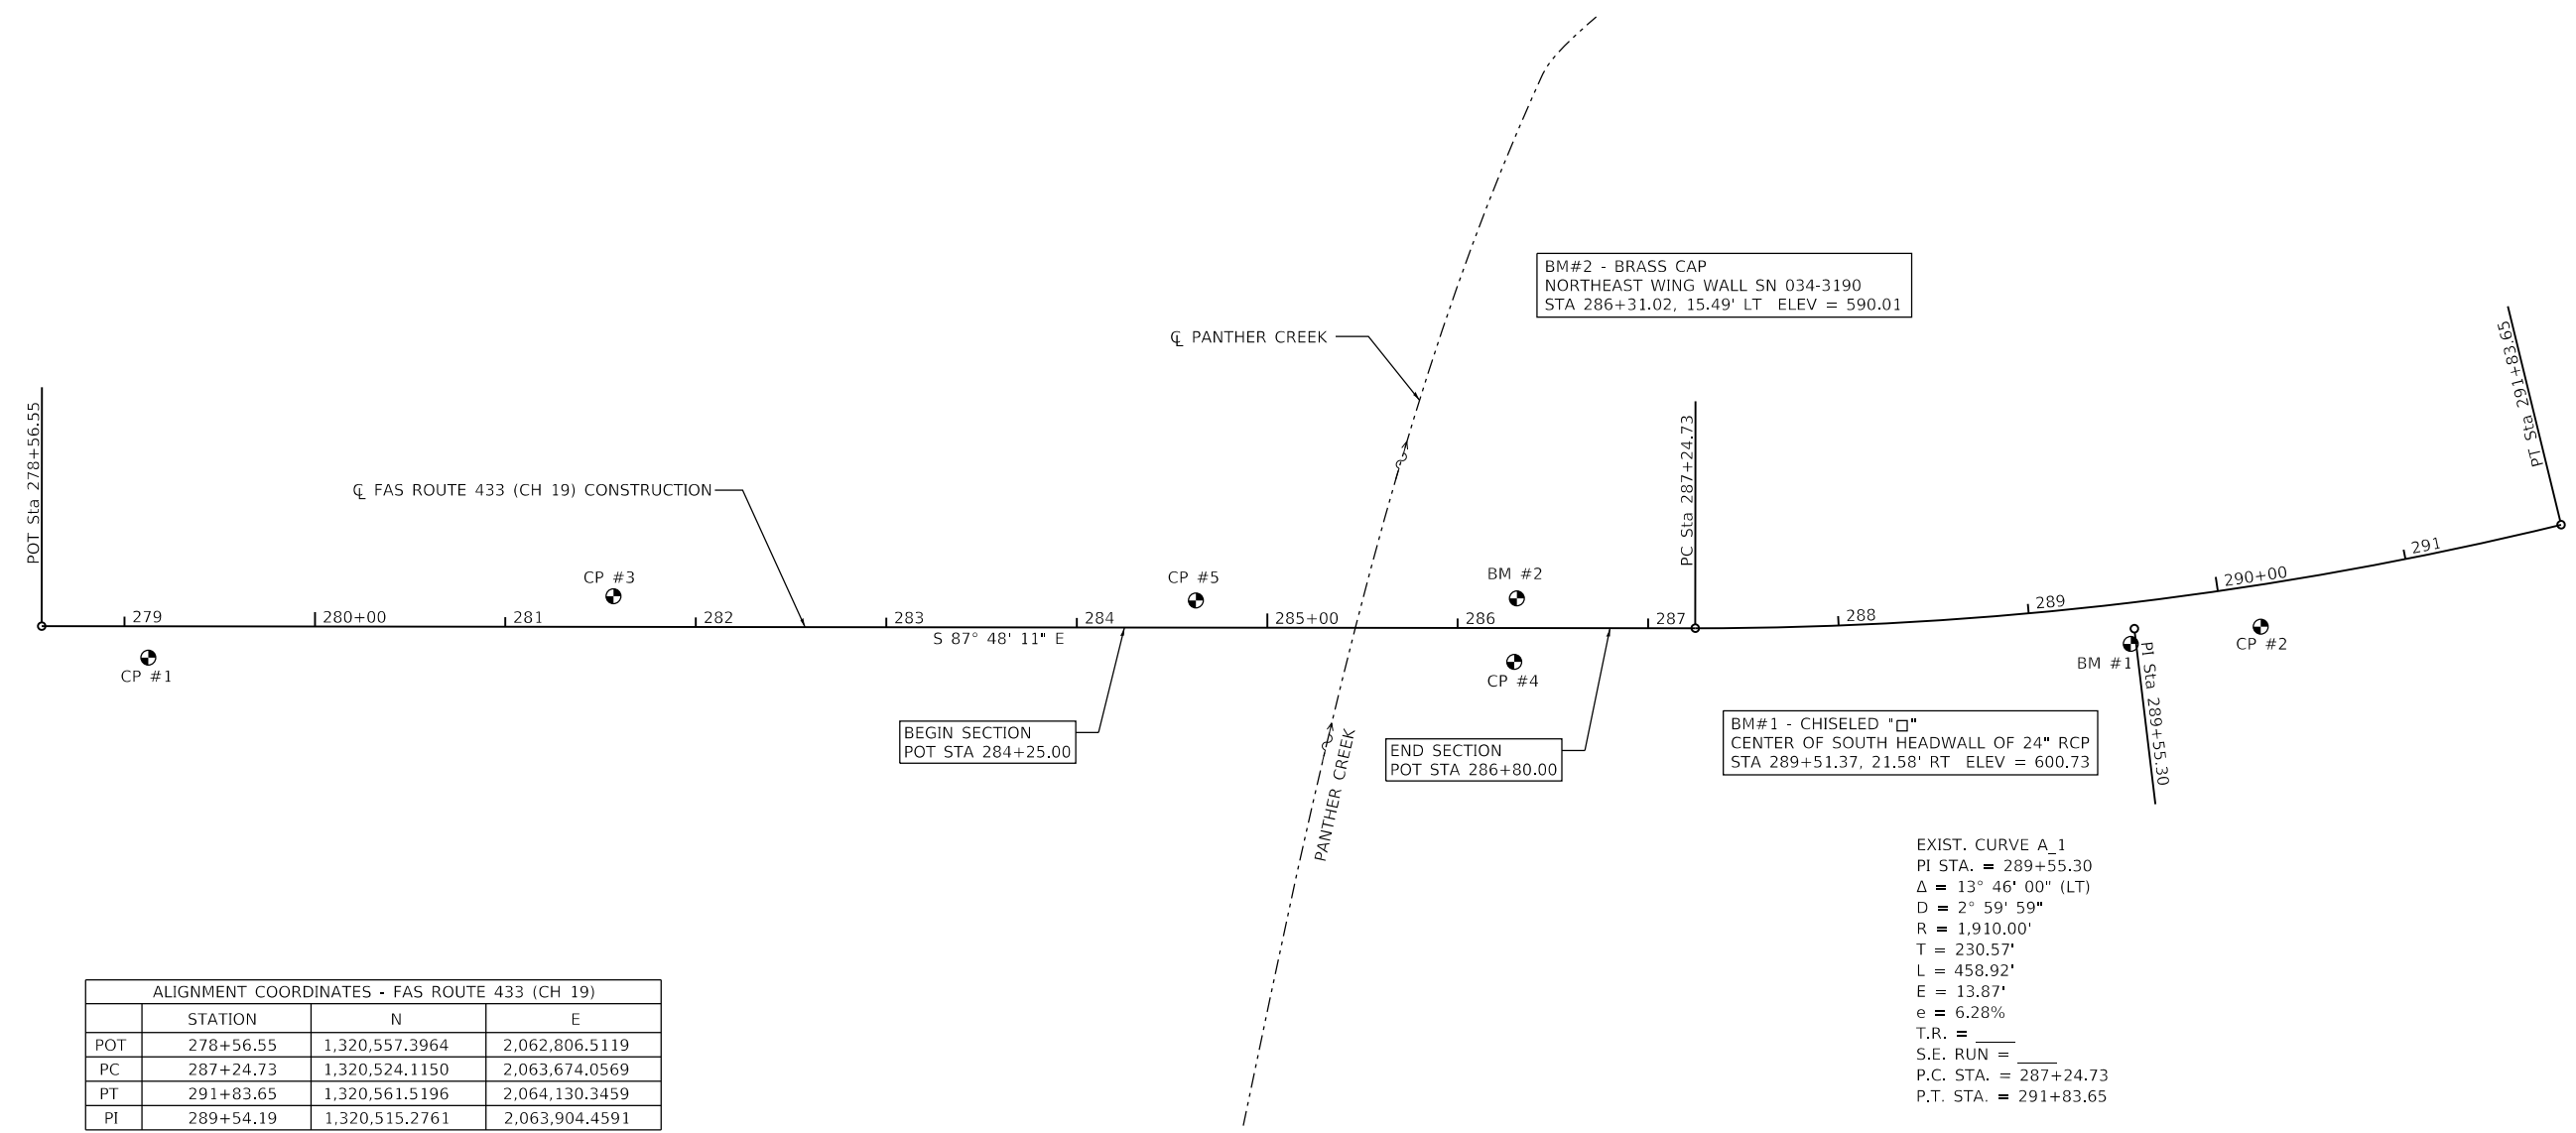 BM#2 - BRASS CAP
NORTHEAST WING WALL SN 034-3190
STA 286+31.02, 15.49' LT ELEV = 590.01
℄ PANTHER CREEK
POT Sta 278+56.55
℄ FAS ROUTE 433 (CH 19) CONSTRUCTION
PC Sta 287+24.73
PT Sta 291+83.65
CP #3
CP #5
BM #2
279
280+00
281
282
283
284
285+00
286
287
288
289
290+00
291
S 87° 48' 11" E
CP #1
CP #4
BM #1
CP #2
PI Sta 289+55.30
BEGIN SECTION
POT STA 284+25.00
PANTHER CREEK
END SECTION
POT STA 286+80.00
BM#1 - CHISELED "□"
CENTER OF SOUTH HEADWALL OF 24" RCP
STA 289+51.37, 21.58' RT ELEV = 600.73
EXIST. CURVE A_1
PI STA. = 289+55.30
Δ = 13° 46' 00" (LT)
D = 2° 59' 59"
R = 1,910.00'
T = 230.57'
L = 458.92'
E = 13.87'
e = 6.28%
T.R. = ____
S.E. RUN = ____
P.C. STA. = 287+24.73
P.T. STA. = 291+83.65
ALIGNMENT COORDINATES - FAS ROUTE 433 (CH 19)
STATION N E
POT 278+56.55 1,320,557.3964 2,062,806.5119
PC 287+24.73 1,320,524.1150 2,063,674.0569
PT 291+83.65 1,320,561.5196 2,064,130.3459
PI 289+54.19 1,320,515.2761 2,063,904.4591